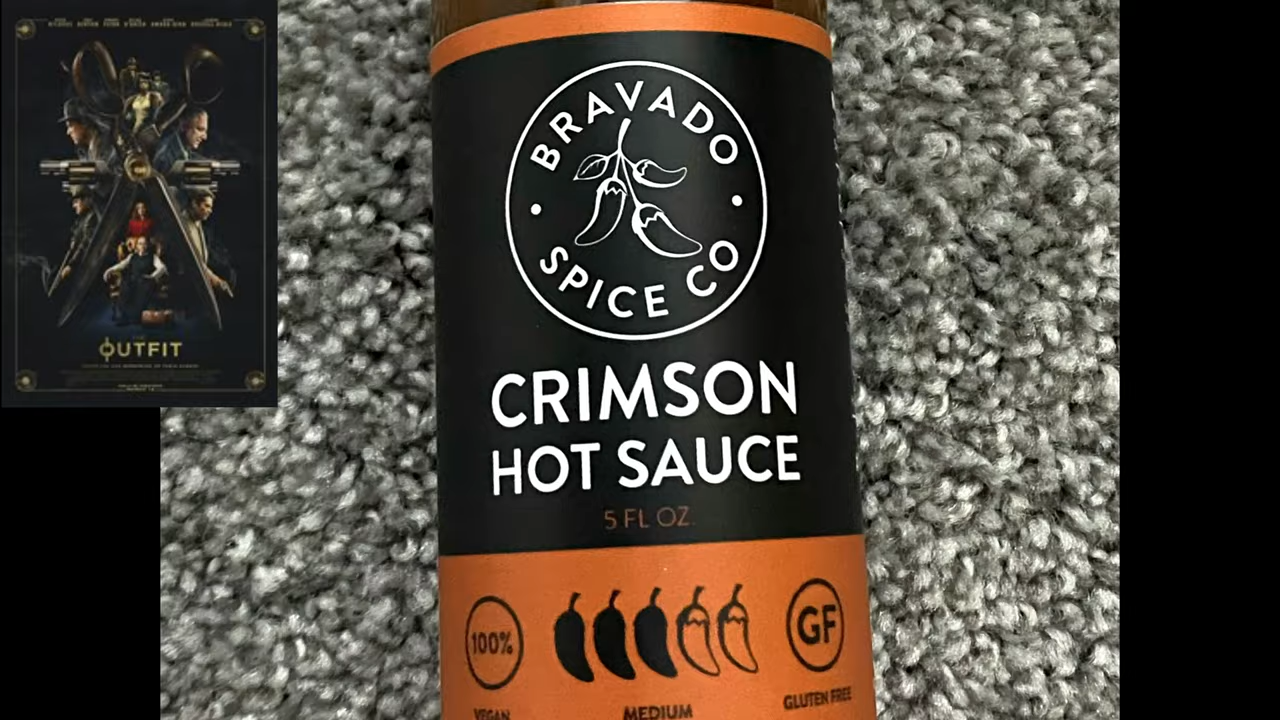 OUTFIT
BRAVADO
SPICE CO
CRIMSON
HOT SAUCE
5 FL OZ.
100%
VEGAN
MEDIUM
GF
GLUTEN FREE